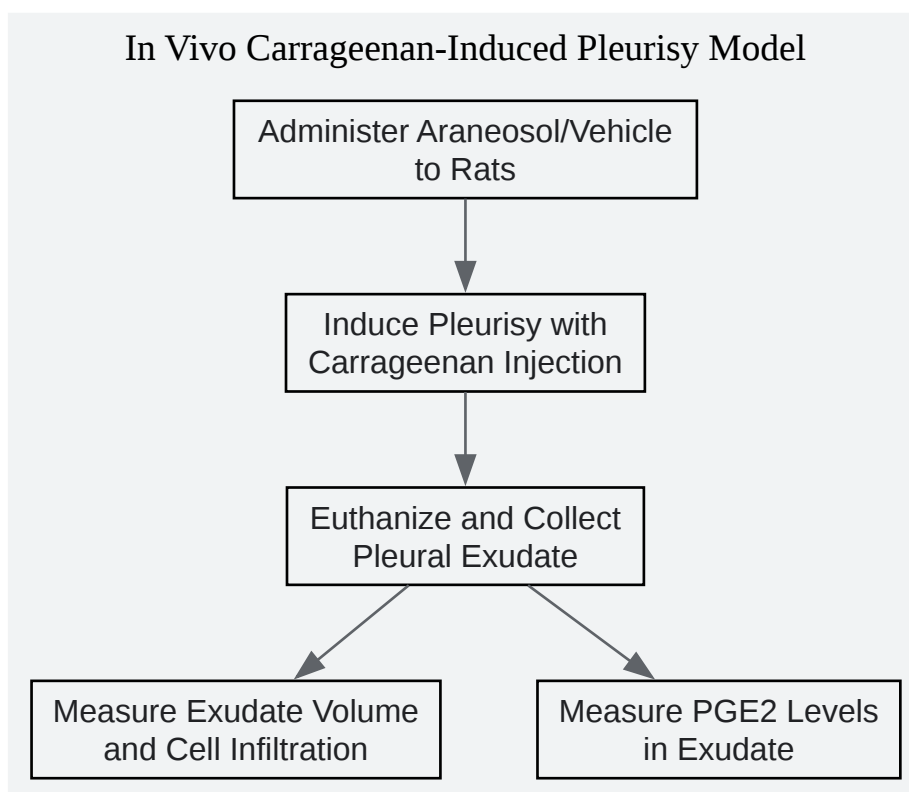 In Vivo Carrageenan-Induced Pleurisy Model
Administer Araneosol/Vehicle
to Rats
Induce Pleurisy with
Carrageenan Injection
Euthanize and Collect
Pleural Exudate
Measure Exudate Volume
and Cell Infiltration
Measure PGE2 Levels
in Exudate